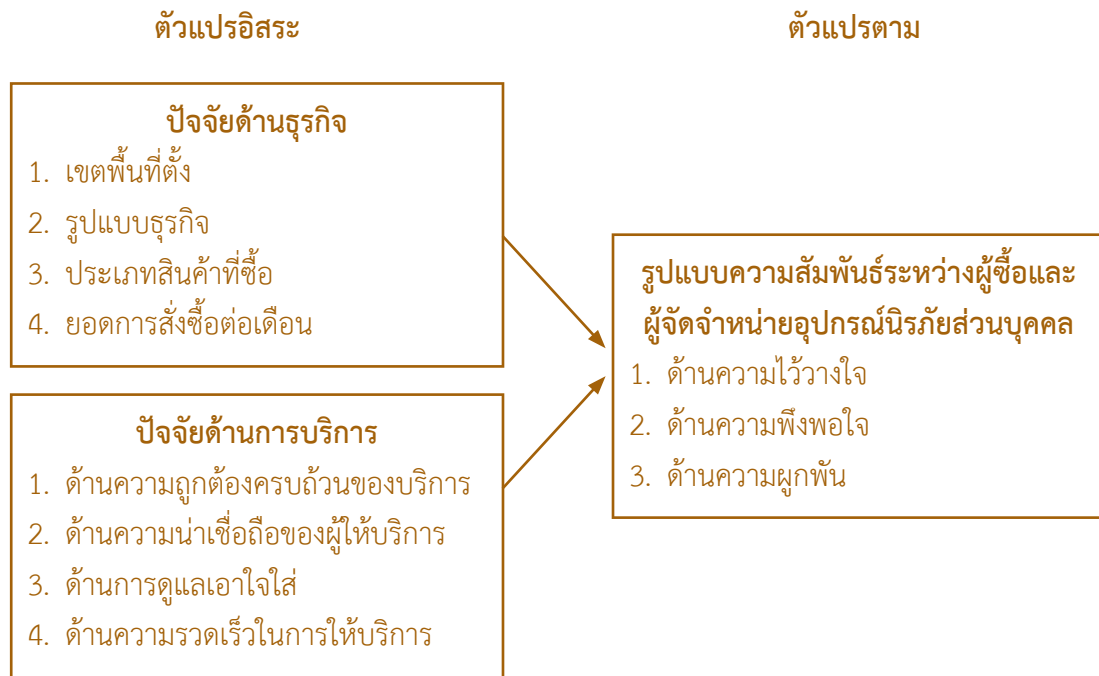 ตัวแปรอิสระ
ตัวแปรตาม
ปัจจัยด้านธุรกิจ
1. เขตพื้นที่ตั้ง
2. รูปแบบธุรกิจ
3. ประเภทสินค้าที่ซื้อ
4. ยอดการสั่งซื้อต่อเดือน
ปัจจัยด้านการบริการ
1. ด้านความถูกต้องครบถ้วนของบริการ
2. ด้านความน่าเชื่อถือของผู้ให้บริการ
3. ด้านการดูแลเอาใจใส่
4. ด้านความรวดเร็วในการให้บริการ
รูปแบบความสัมพันธ์ระหว่างผู้ซื้อและ
ผู้จัดจำหน่ายอุปกรณ์นิรภัยส่วนบุคคล
1. ด้านความไว้วางใจ
2. ด้านความพึงพอใจ
3. ด้านความผูกพัน